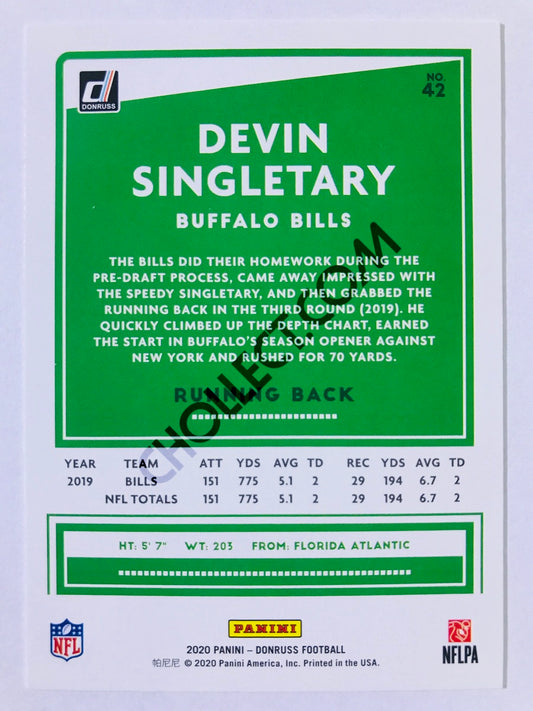 DONRUSS
NO.
42
DEVIN
SINGLETARY
BUFFALO BILLS
THE BILLS DID THEIR HOMEWORK DURING THE
PRE-DRAFT PROCESS, CAME AWAY IMPRESSED WITH
THE SPEEDY SINGLETARY, AND THEN GRABBED THE
RUNNING BACK IN THE THIRD ROUND (2019). HE
QUICKLY CLIMBED UP THE DEPTH CHART, EARNED
THE START IN BUFFALO'S SEASON OPENER AGAINST
NEW YORK AND RUSHED FOR 70 YARDS.
RUNNING BACK
CHOLLECT.COM
YEAR TEAM ATT YDS AVG TD REC YDS AVG TD
2019 BILLS 151 775 5.1 2 29 194 6.7 2
NFL TOTALS 151 775 5.1 2 29 194 6.7 2
HT: 5' 7" WT: 203 FROM: FLORIDA ATLANTIC
NFL
PANINI
NFLPA
2020 PANINI – DONRUSS FOOTBALL
帕尼尼 © 2020 Panini America, Inc. Printed in the USA.